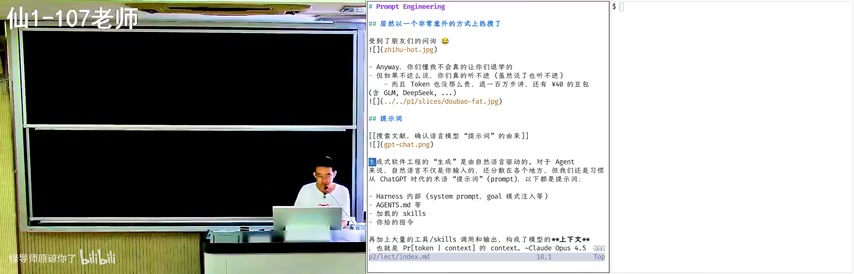 仙1-107老师
绿导师原谅你了 bilibili
# Prompt Engineering
## 居然以一个非常意外的方式上热搜了
受到了朋友们的问询 😂
![](zhihu-hot.jpg)
- Anyway，你们懂我不会真的让你们退学的
- 但如果不这么说，你们真的听不进 (虽然说了也听不进)
- 而且 Token 也没那么贵，退一百万步讲，还有 ¥40 的豆包
(含 GLM, DeepSeek, ...)
![](../../p1/slices/doubao-fat.jpg)
## 提示词
[[搜索文献，确认语言模型“提示词”的由来]]
![](gpt-chat.png)
生成式软件工程的“生成”是由自然语言驱动的。对于 Agent
来说，自然语言不仅是你输入的，还分散在各个地方。但我们还是习惯
从 ChatGPT 时代的术语“提示词”(prompt)，以下都是提示词：
- Harness 内部 (system prompt、goal 模式注入等)
- AGENTS.md 等
- 加载的 skills
- 你给的指令
再加上大量的工具/skills 调用和输出，构成了模型的**上下文**
，也就是 Pr[token | context] 的 context。~Claude Opus 4.5
p2/lect/index.md
18,1
Top
$